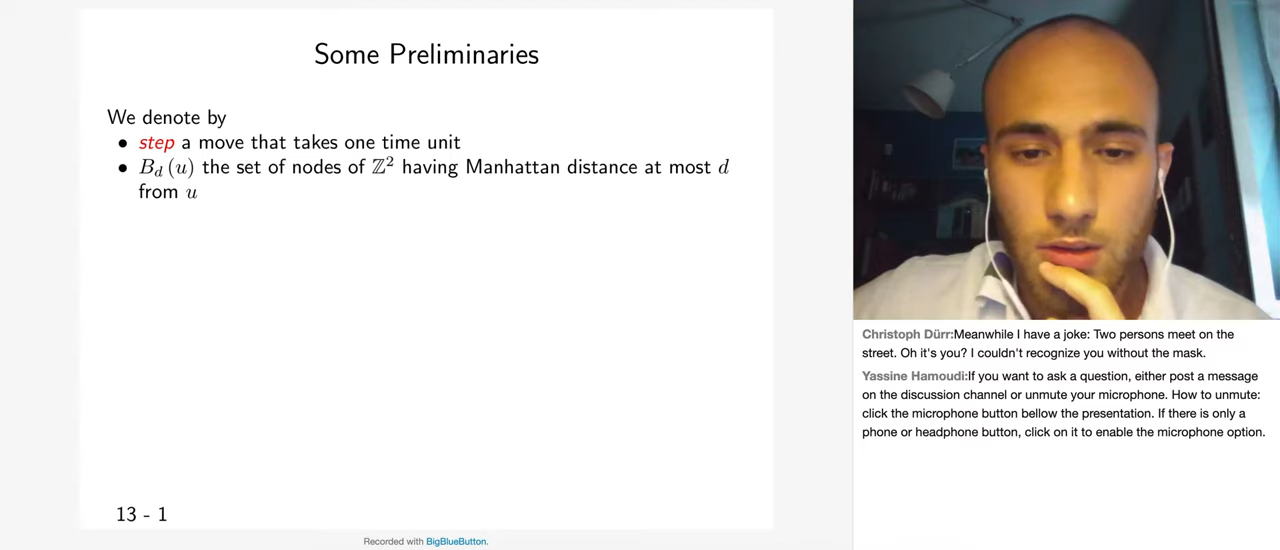 Some Preliminaries
We denote by
• step a move that takes one time unit
• B_d (u) the set of nodes of ℤ² having Manhattan distance at most d
from u
13 - 1
Recorded with BigBlueButton.
Christoph Dürr:Meanwhile I have a joke: Two persons meet on the
street. Oh it's you? I couldn't recognize you without the mask.
Yassine Hamoudi:If you want to ask a question, either post a message
on the discussion channel or unmute your microphone. How to unmute:
click the microphone button bellow the presentation. If there is only a
phone or headphone button, click on it to enable the microphone option.